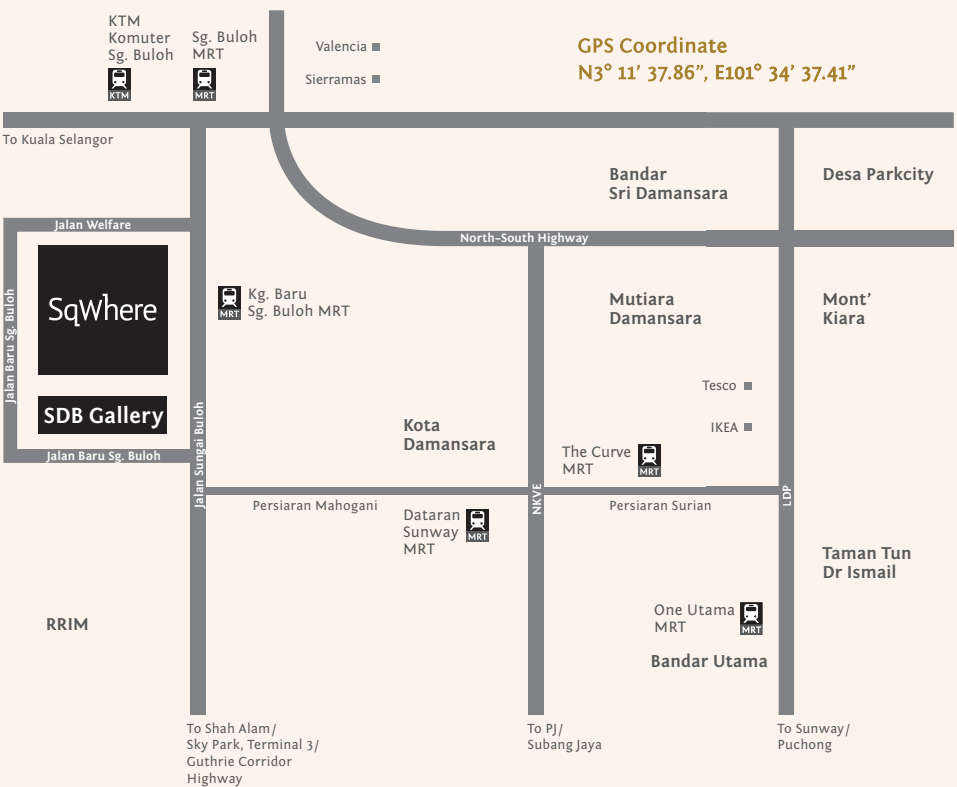 KTM
Komuter
Sg. Buloh
KTM
Sg. Buloh
MRT
MRT
Valencia
Sierramas
GPS Coordinate
N3° 11’ 37.86”, E101° 34’ 37.41”
To Kuala Selangor
Bandar
Sri Damansara
Desa Parkcity
Jalan Welfare
North-South Highway
SqWhere
Jalan Baru Sg. Buloh
MRT
Kg. Baru
Sg. Buloh MRT
Mutiara
Damansara
Mont’
Kiara
Tesco
IKEA
SDB Gallery
Jalan Baru Sg. Buloh
Jalan Sungai Buloh
Kota
Damansara
The Curve
MRT
MRT
NKVE
LDP
Persiaran Mahogani
Persiaran Surian
Dataran
Sunway
MRT
MRT
Taman Tun
Dr Ismail
RRIM
One Utama
MRT
MRT
Bandar Utama
To Shah Alam/
Sky Park, Terminal 3/
Guthrie Corridor
Highway
To PJ/
Subang Jaya
To Sunway/
Puchong